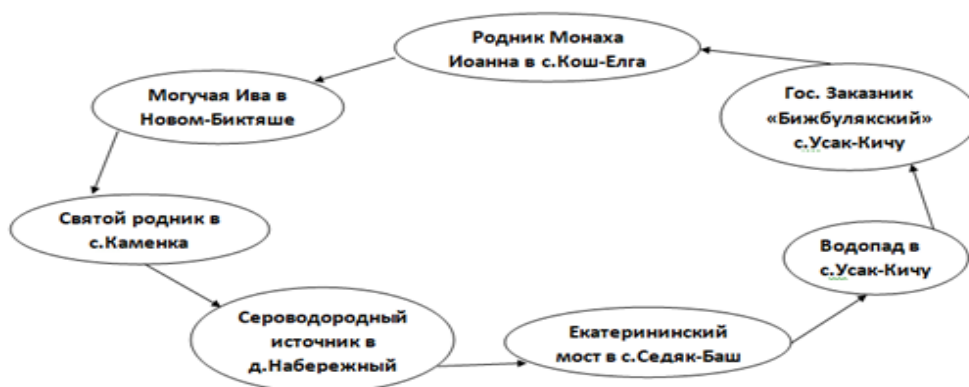 Родник Монаха
Иоанна в с.Кош-Елга
Могучая Ива в
Новом-Биктяше
Гос. Заказник
«Бижбулякский»
с.Усак-Кичу
Святой родник в
с.Каменка
Водопад в
с.Усак-Кичу
Сероводородный
источник в
д.Набережный
Екатерининский
мост в с.Седяк-Баш